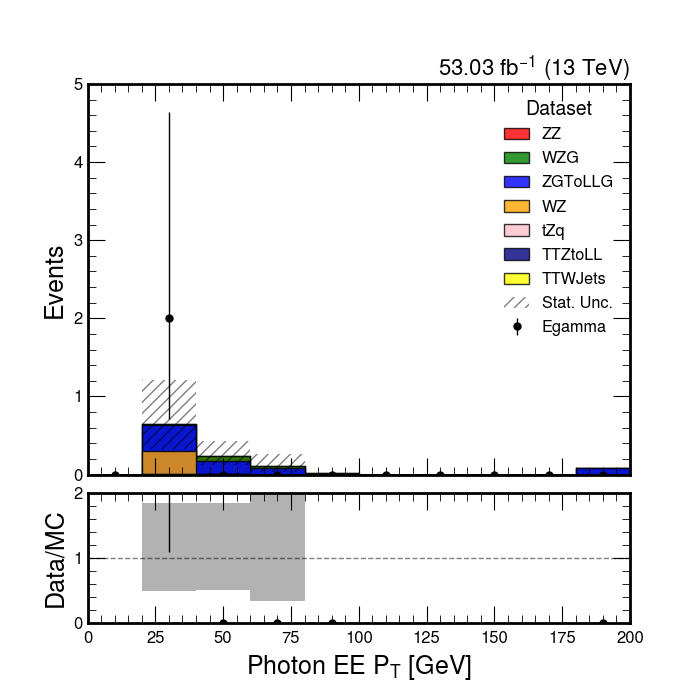 53.03 fb⁻¹ (13 TeV)
5
4
3
2
1
0
Events
Dataset
ZZ
WZG
ZGToLLG
WZ
tZq
TTZtoLL
TTWJets
Stat. Unc.
Egamma
2
1
0
Data/MC
0 25 50 75 100 125 150 175 200
Photon EE P_T [GeV]